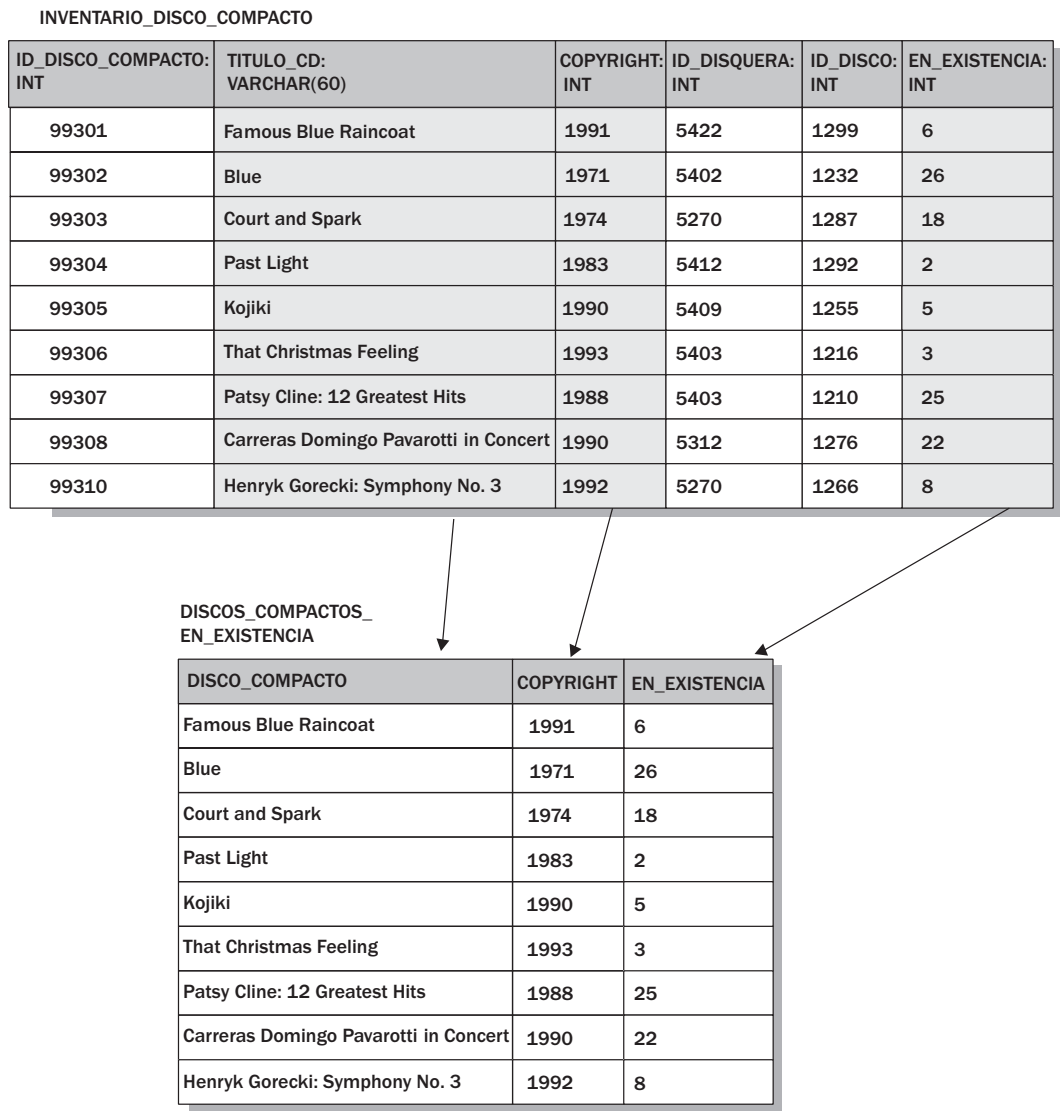 INVENTARIO_DISCO_COMPACTO
ID_DISCO_COMPACTO: TITULO_CD: COPYRIGHT: ID_DISQUERA: ID_DISCO: EN_EXISTENCIA:
INT VARCHAR(60) INT INT INT INT
99301 Famous Blue Raincoat 1991 5422 1299 6
99302 Blue 1971 5402 1232 26
99303 Court and Spark 1974 5270 1287 18
99304 Past Light 1983 5412 1292 2
99305 Kojiki 1990 5409 1255 5
99306 That Christmas Feeling 1993 5403 1216 3
99307 Patsy Cline: 12 Greatest Hits 1988 5403 1210 25
99308 Carreras Domingo Pavarotti in Concert 1990 5312 1276 22
99310 Henryk Gorecki: Symphony No. 3 1992 5270 1266 8
DISCOS_COMPACTOS_
EN_EXISTENCIA
DISCO_COMPACTO COPYRIGHT EN_EXISTENCIA
Famous Blue Raincoat 1991 6
Blue 1971 26
Court and Spark 1974 18
Past Light 1983 2
Kojiki 1990 5
That Christmas Feeling 1993 3
Patsy Cline: 12 Greatest Hits 1988 25
Carreras Domingo Pavarotti in Concert 1990 22
Henryk Gorecki: Symphony No. 3 1992 8